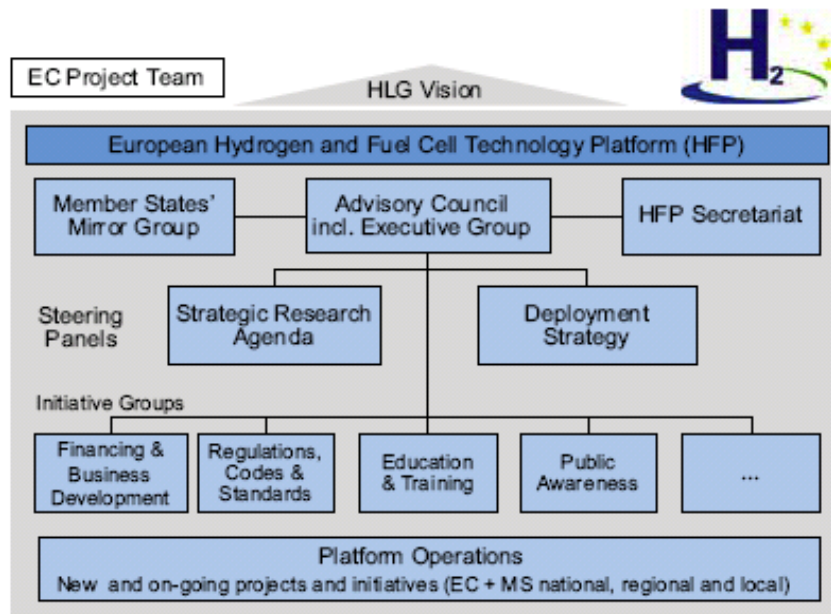 H2
EC Project Team
HLG Vision
European Hydrogen and Fuel Cell Technology Platform (HFP)
Member States'
Mirror Group
Advisory Council
incl. Executive Group
HFP Secretariat
Steering
Panels
Strategic Research
Agenda
Deployment
Strategy
Initiative Groups
Financing &
Business
Development
Regulations,
Codes &
Standards
Education
& Training
Public
Awareness
...
Platform Operations
New and on-going projects and initiatives (EC + MS national, regional and local)